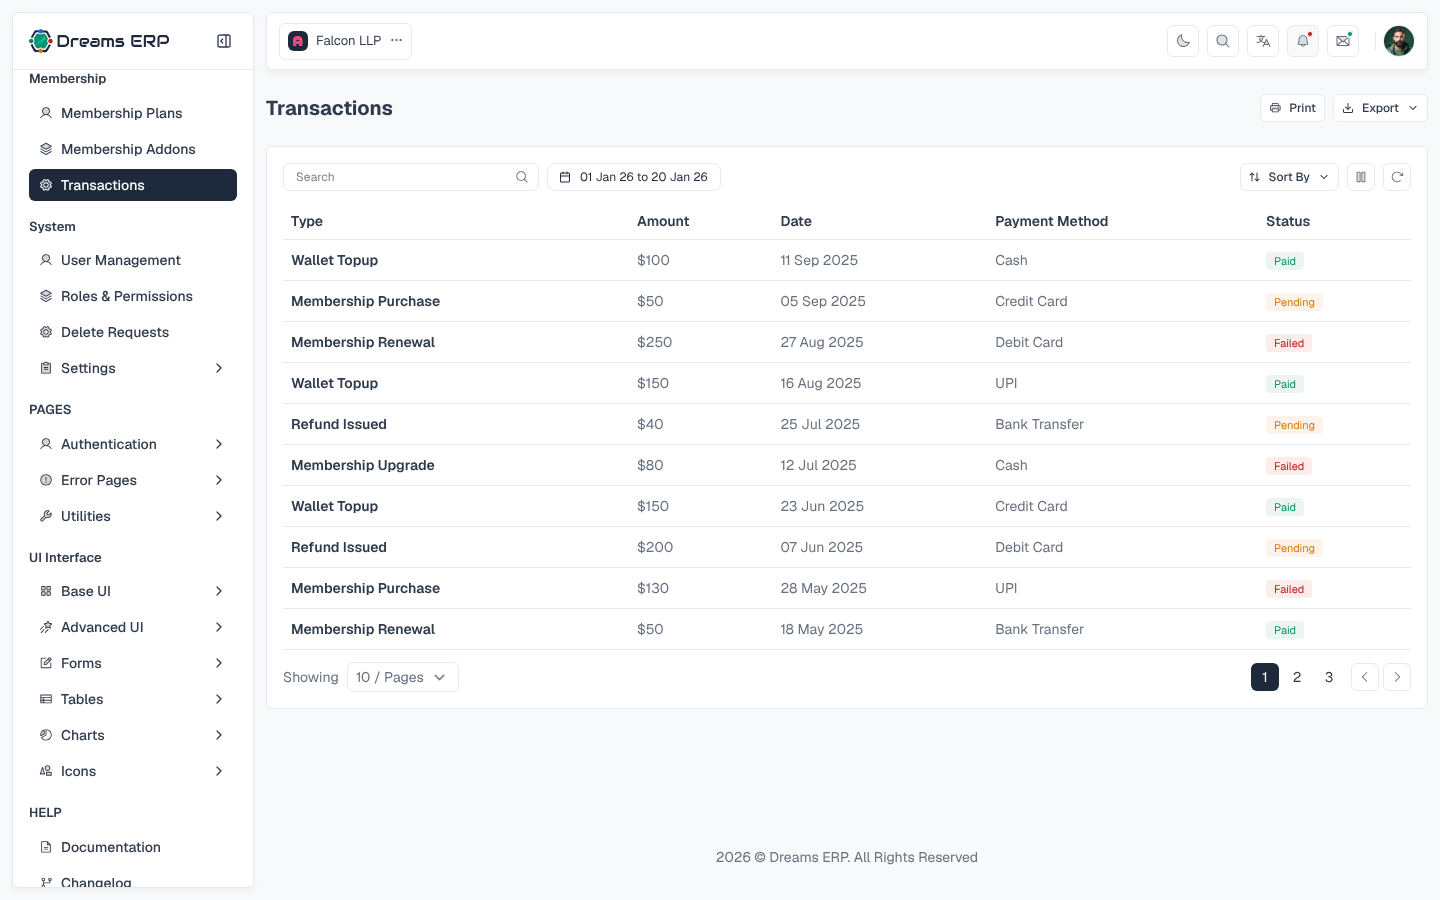 Dreams ERP
Membership
Membership Plans
Membership Addons
Transactions
System
User Management
Roles & Permissions
Delete Requests
Settings
PAGES
Authentication
Error Pages
Utilities
UI Interface
Base UI
Advanced UI
Forms
Tables
Charts
Icons
HELP
Documentation
Changelog
Falcon LLP
Transactions
Print
Export
Search
01 Jan 26 to 20 Jan 26
Sort By
Type Amount Date Payment Method Status
Wallet Topup $100 11 Sep 2025 Cash Paid
Membership Purchase $50 05 Sep 2025 Credit Card Pending
Membership Renewal $250 27 Aug 2025 Debit Card Failed
Wallet Topup $150 16 Aug 2025 UPI Paid
Refund Issued $40 25 Jul 2025 Bank Transfer Pending
Membership Upgrade $80 12 Jul 2025 Cash Failed
Wallet Topup $150 23 Jun 2025 Credit Card Paid
Refund Issued $200 07 Jun 2025 Debit Card Pending
Membership Purchase $130 28 May 2025 UPI Failed
Membership Renewal $50 18 May 2025 Bank Transfer Paid
Showing 10 / Pages
1 2 3
2026 © Dreams ERP. All Rights Reserved